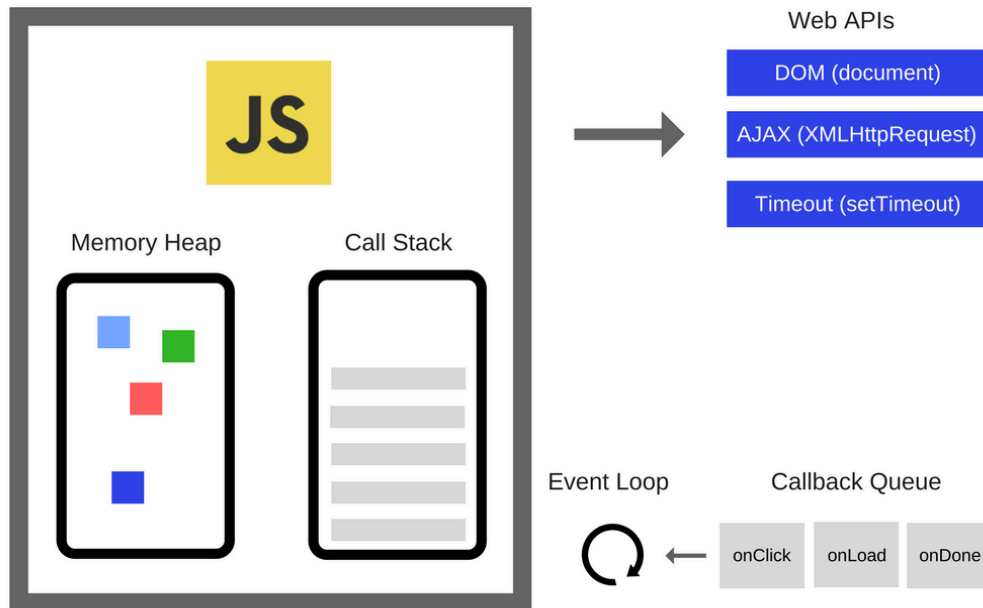 JS
Memory Heap
Call Stack
Web APIs
DOM (document)
AJAX (XMLHttpRequest)
Timeout (setTimeout)
Event Loop
Callback Queue
onClick
onLoad
onDone